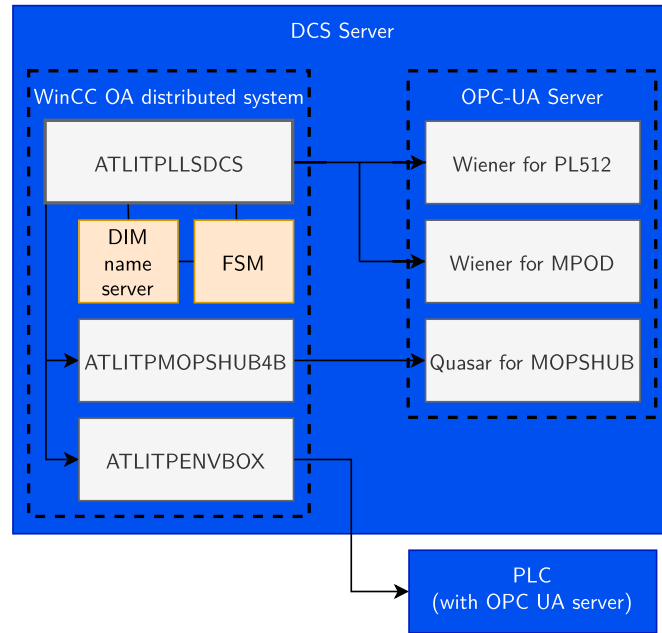 DCS Server
WinCC OA distributed system
ATLITPLLSDCS
DIM
name
server
FSM
ATLITPMOPSHUB4B
ATLITPENVBOX
OPC-UA Server
Wiener for PL512
Wiener for MPOD
Quasar for MOPSHUB
PLC
(with OPC UA server)